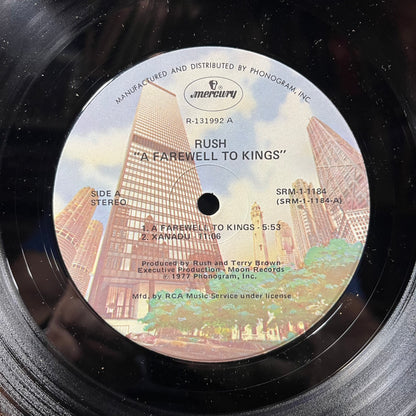 MANUFACTURED AND DISTRIBUTED BY PHONOGRAM, INC.
mercury
R-131992 A
RUSH
"A FAREWELL TO KINGS"
SIDE A
STEREO
SRM-1-1184
(SRM-1-1184-A)
1. A FAREWELL TO KINGS - 5:53
2. XANADU - 11:06
Produced by Rush and Terry Brown
Executive Production - Moon Records
℗ 1977 Phonogram, Inc.
Mfd. by RCA Music Service under license